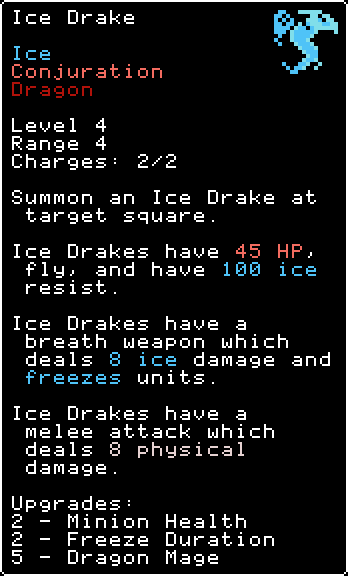 Ice Drake
Ice
Conjuration
Dragon
Level 4
Range 4
Charges: 2/2
Summon an Ice Drake at
target square.
Ice Drakes have 45 HP,
fly, and have 100 ice
resist.
Ice Drakes have a
breath weapon which
deals 8 ice damage and
freezes units.
Ice Drakes have a
melee attack which
deals 8 physical
damage.
Upgrades:
2 - Minion Health
2 - Freeze Duration
5 - Dragon Mage